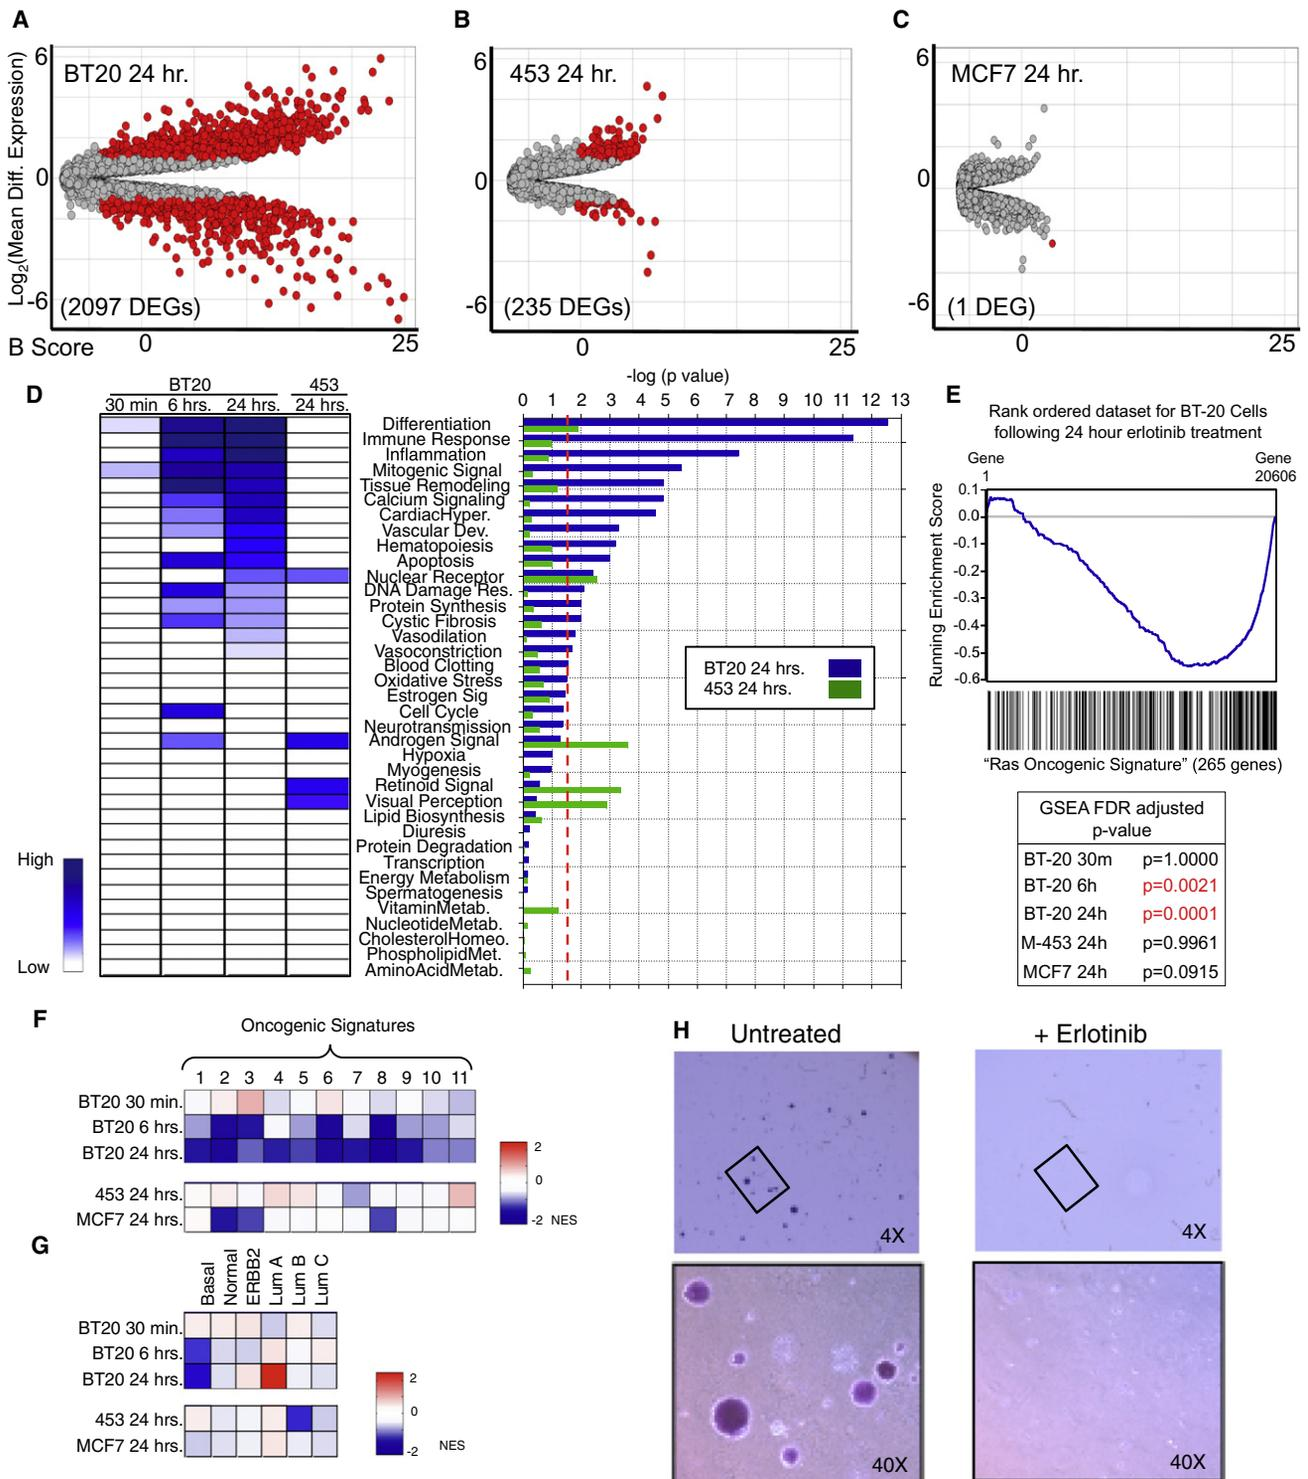 A
B
C
Log2(Mean Diff. Expression)
6
0
-6
BT20 24 hr.
(2097 DEGs)
B Score
0
25
6
0
-6
453 24 hr.
(235 DEGs)
0
25
6
0
-6
MCF7 24 hr.
(1 DEG)
0
25
D
BT20
453
30 min
6 hrs.
24 hrs.
24 hrs.
High
Low
-log (p value)
0 1 2 3 4 5 6 7 8 9 10 11 12 13
Differentiation
Immune Response
Inflammation
Mitogenic Signal
Tissue Remodeling
Calcium Signaling
CardiacHyper.
Vascular Dev.
Hematopoiesis
Apoptosis
Nuclear Receptor
DNA Damage Res.
Protein Synthesis
Cystic Fibrosis
Vasodilation
Vasoconstriction
Blood Clotting
Oxidative Stress
Estrogen Sig
Cell Cycle
Neurotransmission
Androgen Signal
Hypoxia
Myogenesis
Retinoid Signal
Visual Perception
Lipid Biosynthesis
Diuresis
Protein Degradation
Transcription
Energy Metabolism
Spermatogenesis
VitaminMetab.
NucleotideMetab.
CholesterolHomeo.
PhospholipidMet.
AminoAcidMetab.
BT20 24 hrs.
453 24 hrs.
E
Rank ordered dataset for BT-20 Cells
following 24 hour erlotinib treatment
Gene
1
Gene
20606
Running Enrichment Score
0.1
0.0
-0.1
-0.2
-0.3
-0.4
-0.5
-0.6
“Ras Oncogenic Signature” (265 genes)
GSEA FDR adjusted
p-value
BT-20 30m p=1.0000
BT-20 6h p=0.0021
BT-20 24h p=0.0001
M-453 24h p=0.9961
MCF7 24h p=0.0915
F
Oncogenic Signatures
1 2 3 4 5 6 7 8 9 10 11
BT20 30 min.
BT20 6 hrs.
BT20 24 hrs.
453 24 hrs.
MCF7 24 hrs.
2
0
-2 NES
G
Basal
Normal
ERBB2
Lum A
Lum B
Lum C
BT20 30 min.
BT20 6 hrs.
BT20 24 hrs.
453 24 hrs.
MCF7 24 hrs.
2
0
-2 NES
H
Untreated
+ Erlotinib
4X
4X
40X
40X